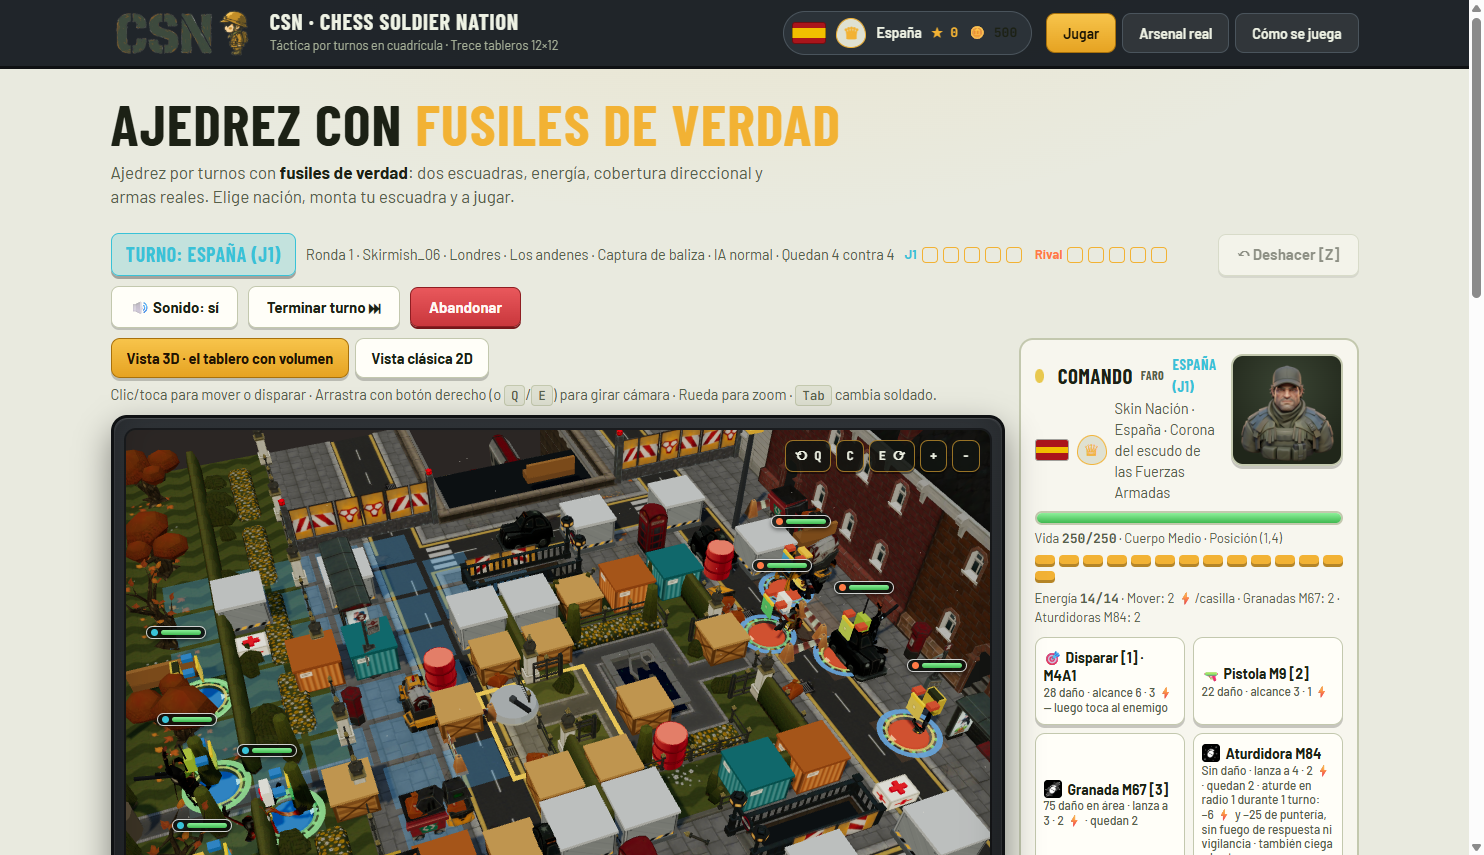 CSN
CSN · CHESS SOLDIER NATION
Táctica por turnos en cuadrícula · Trece tableros 12×12
España ★ 0 500
Jugar
Arsenal real
Cómo se juega
AJEDREZ CON FUSILES DE VERDAD
Ajedrez por turnos con fusiles de verdad: dos escuadras, energía, cobertura direccional y
armas reales. Elige nación, monta tu escuadra y a jugar.
TURNO: ESPAÑA (J1)
Ronda 1 · Skirmish_06 · Londres · Los andenes · Captura de baliza · IA normal · Quedan 4 contra 4
J1
Rival
Deshacer [Z]
Sonido: sí
Terminar turno
Abandonar
Vista 3D · el tablero con volumen
Vista clásica 2D
Clic/toca para mover o disparar · Arrastra con botón derecho (o Q / E ) para girar cámara · Rueda para zoom · Tab cambia soldado.
Q
C
E
+
-
COMANDO FARO ESPAÑA
(J1)
Skin Nación ·
España · Corona
del escudo de
las Fuerzas
Armadas
Vida 250/250 · Cuerpo Medio · Posición (1,4)
Energía 14/14 · Mover: 2 /casilla · Granadas M67: 2 ·
Aturdidoras M84: 2
Disparar [1] ·
M4A1
28 daño · alcance 6 · 3
— luego toca al enemigo
Pistola M9 [2]
22 daño · alcance 3 · 1
Granada M67 [3]
75 daño en área · lanza a
3 · 2 · quedan 2
Aturdidora M84
Sin daño · lanza a 4 · 2
· quedan 2 · aturde en
radio 1 durante 1 turno:
−6 y −25 de puntería,
sin fuego de respuesta ni
vigilancia · también ciega